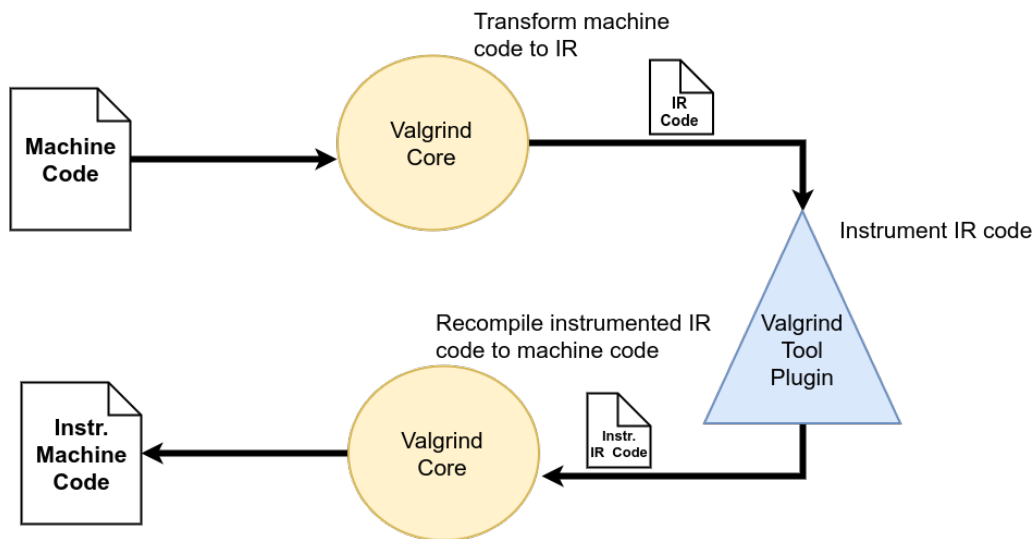 Transform machine
code to IR
Machine
Code
Valgrind
Core
IR
Code
Instrument IR code
Valgrind
Tool
Plugin
Recompile instrumented IR
code to machine code
Instr.
IR Code
Valgrind
Core
Instr.
Machine
Code